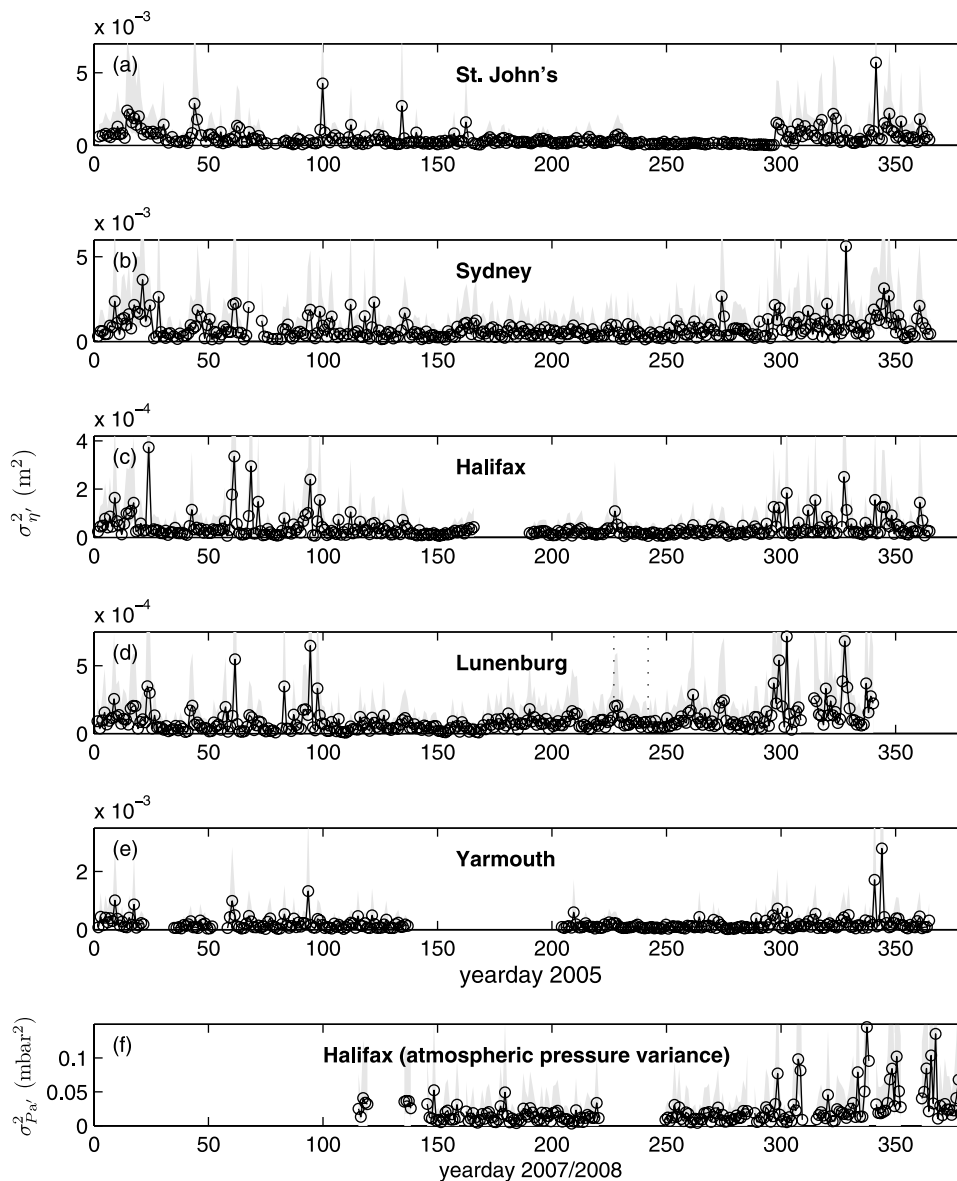 x 10⁻³
(a)
St. John's
5
0
0 50 100 150 200 250 300 350
x 10⁻³
(b)
Sydney
5
0
0 50 100 150 200 250 300 350
x 10⁻⁴
(c)
Halifax
4
2
0
0 50 100 150 200 250 300 350
σ²η′ (m²)
x 10⁻⁴
(d)
Lunenburg
5
0
0 50 100 150 200 250 300 350
x 10⁻³
(e)
Yarmouth
2
0
0 50 100 150 200 250 300 350
yearday 2005
(f)
Halifax (atmospheric pressure variance)
0.1
0.05
0
0 50 100 150 200 250 300 350
σ²Pa′ (mbar²)
yearday 2007/2008